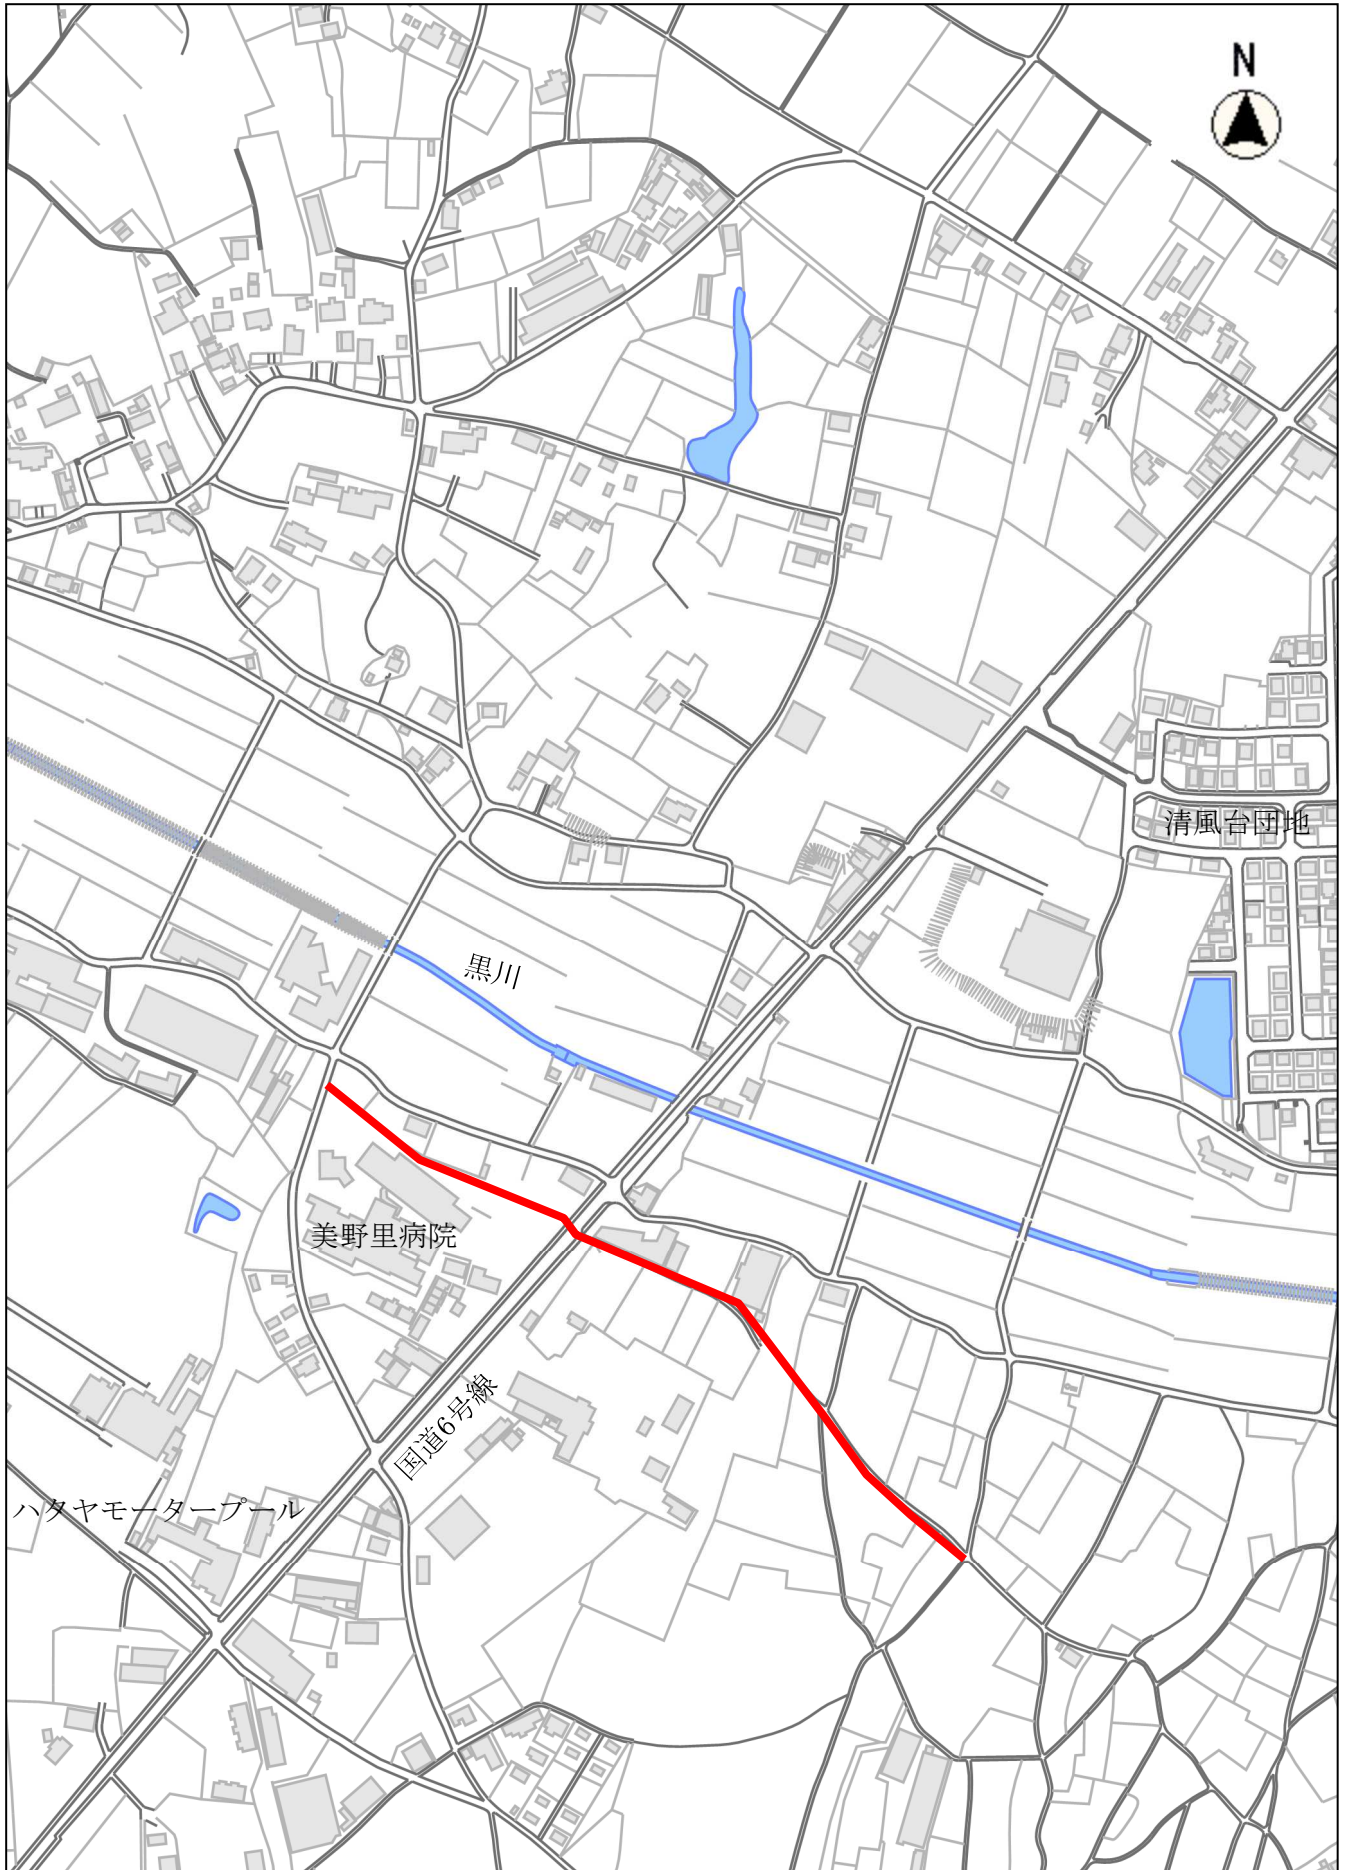 N
清風台団地
黒川
美野里病院
国道6号線
ハタヤモータープール